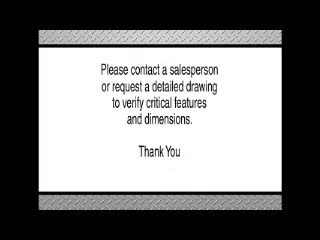 Please contact a salesperson
or request a detailed drawing
to verify critical features
and dimensions.
Thank You